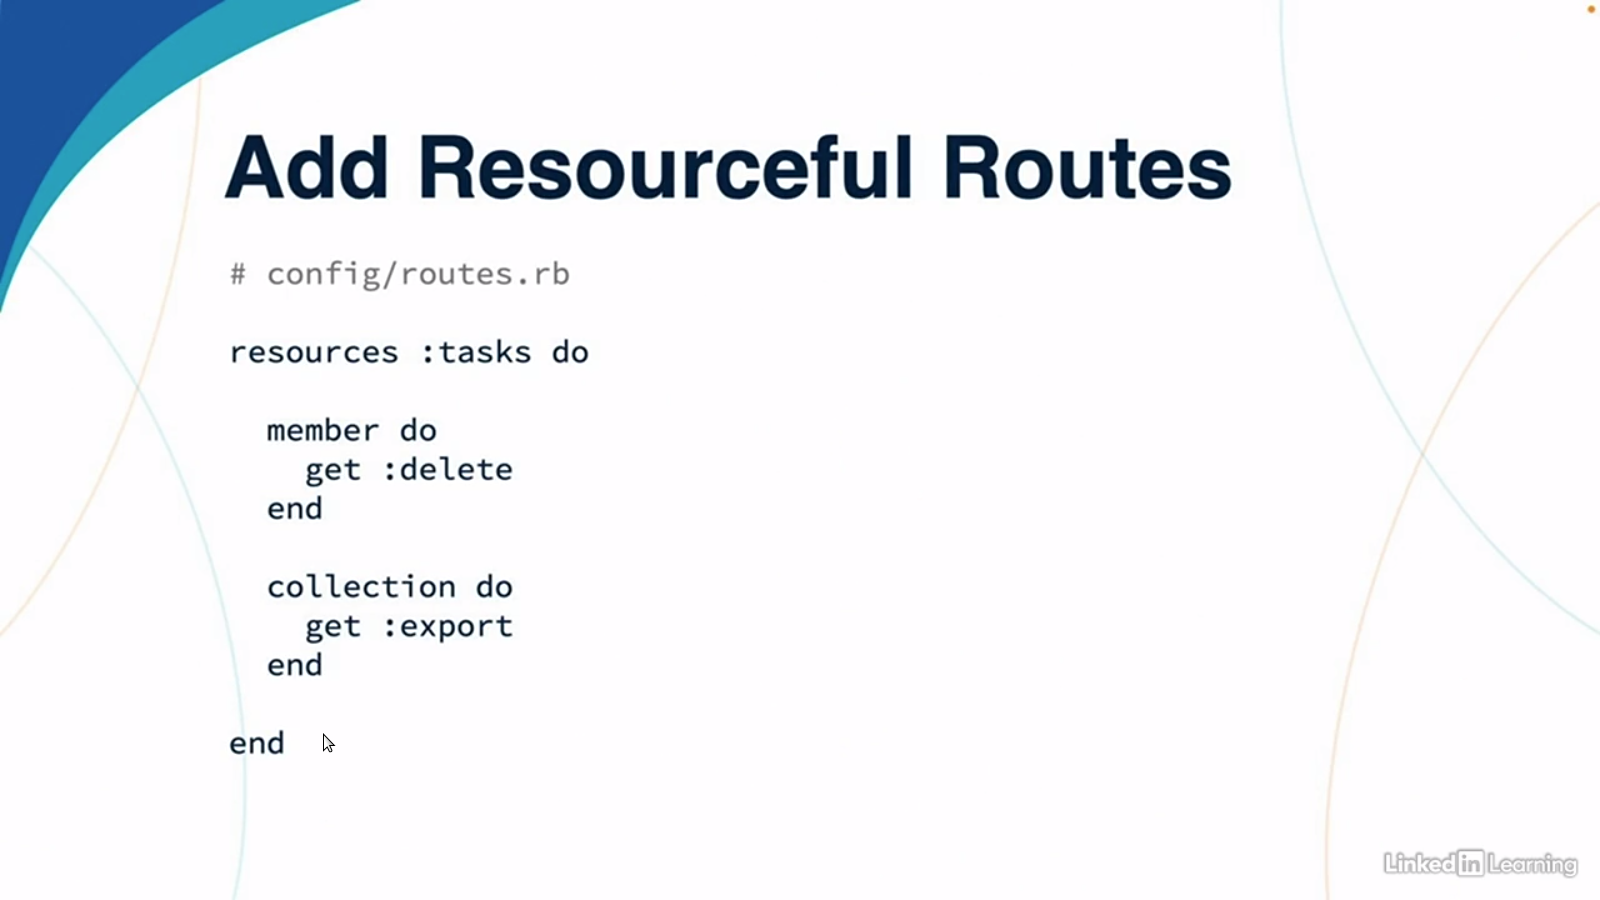 Add Resourceful Routes
# config/routes.rb
resources :tasks do
member do
get :delete
end
collection do
get :export
end
end
LinkedIn Learning